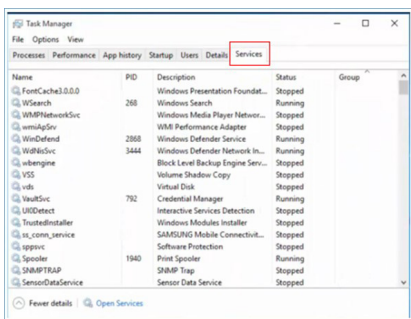 Task Manager
File Options View
Processes Performance App history Startup Users Details Services
Name PID Description Status Group
FontCache3.0.0.0 Windows Presentation Foundat... Stopped
WSearch 268 Windows Search Running
WMPNetworkSvc Windows Media Player Networ... Stopped
wmiApSrv WMI Performance Adapter Stopped
WinDefend 2868 Windows Defender Service Running
WdNisSvc 3444 Windows Defender Network In... Running
wbengine Block Level Backup Engine Serv... Stopped
VSS Volume Shadow Copy Stopped
vds Virtual Disk Stopped
VaultSvc 792 Credential Manager Running
UI0Detect Interactive Services Detection Stopped
TrustedInstaller Windows Modules Installer Stopped
ss_conn_service SAMSUNG Mobile Connectivit... Stopped
sppsvc Software Protection Stopped
Spooler 1940 Print Spooler Running
SNMPTRAP SNMP Trap Stopped
SensorDataService Sensor Data Service Stopped
Fewer details Open Services